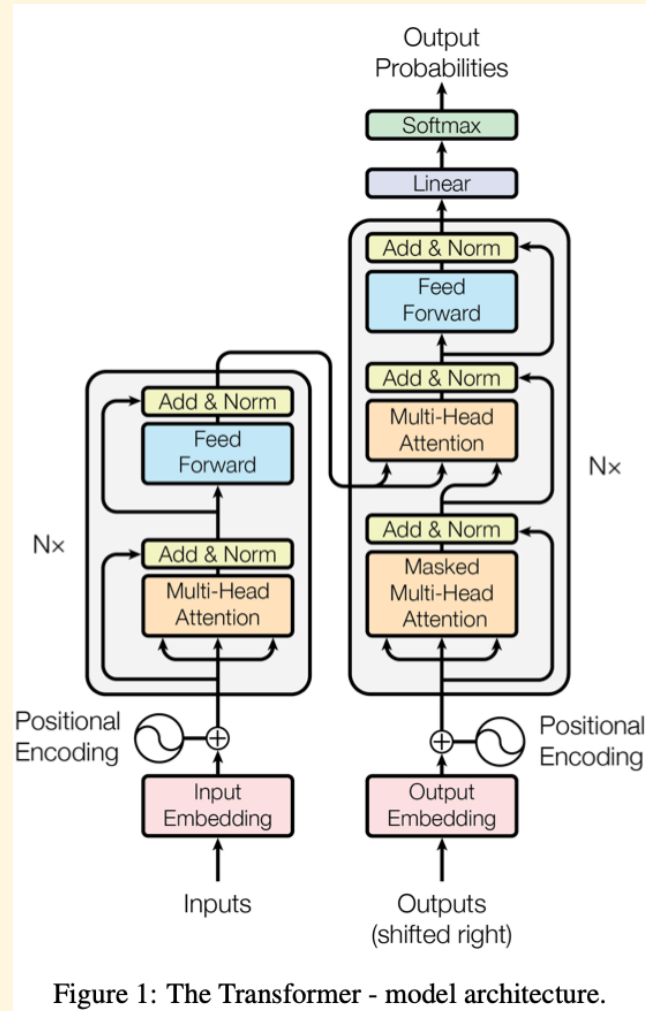 Output
Probabilities
Softmax
Linear
Add & Norm
Feed
Forward
Add & Norm
Multi-Head
Attention
Add & Norm
Masked
Multi-Head
Attention
N×
Add & Norm
Feed
Forward
Add & Norm
Multi-Head
Attention
N×
Positional
Encoding
Positional
Encoding
Input
Embedding
Output
Embedding
Inputs
Outputs
(shifted right)
Figure 1: The Transformer - model architecture.